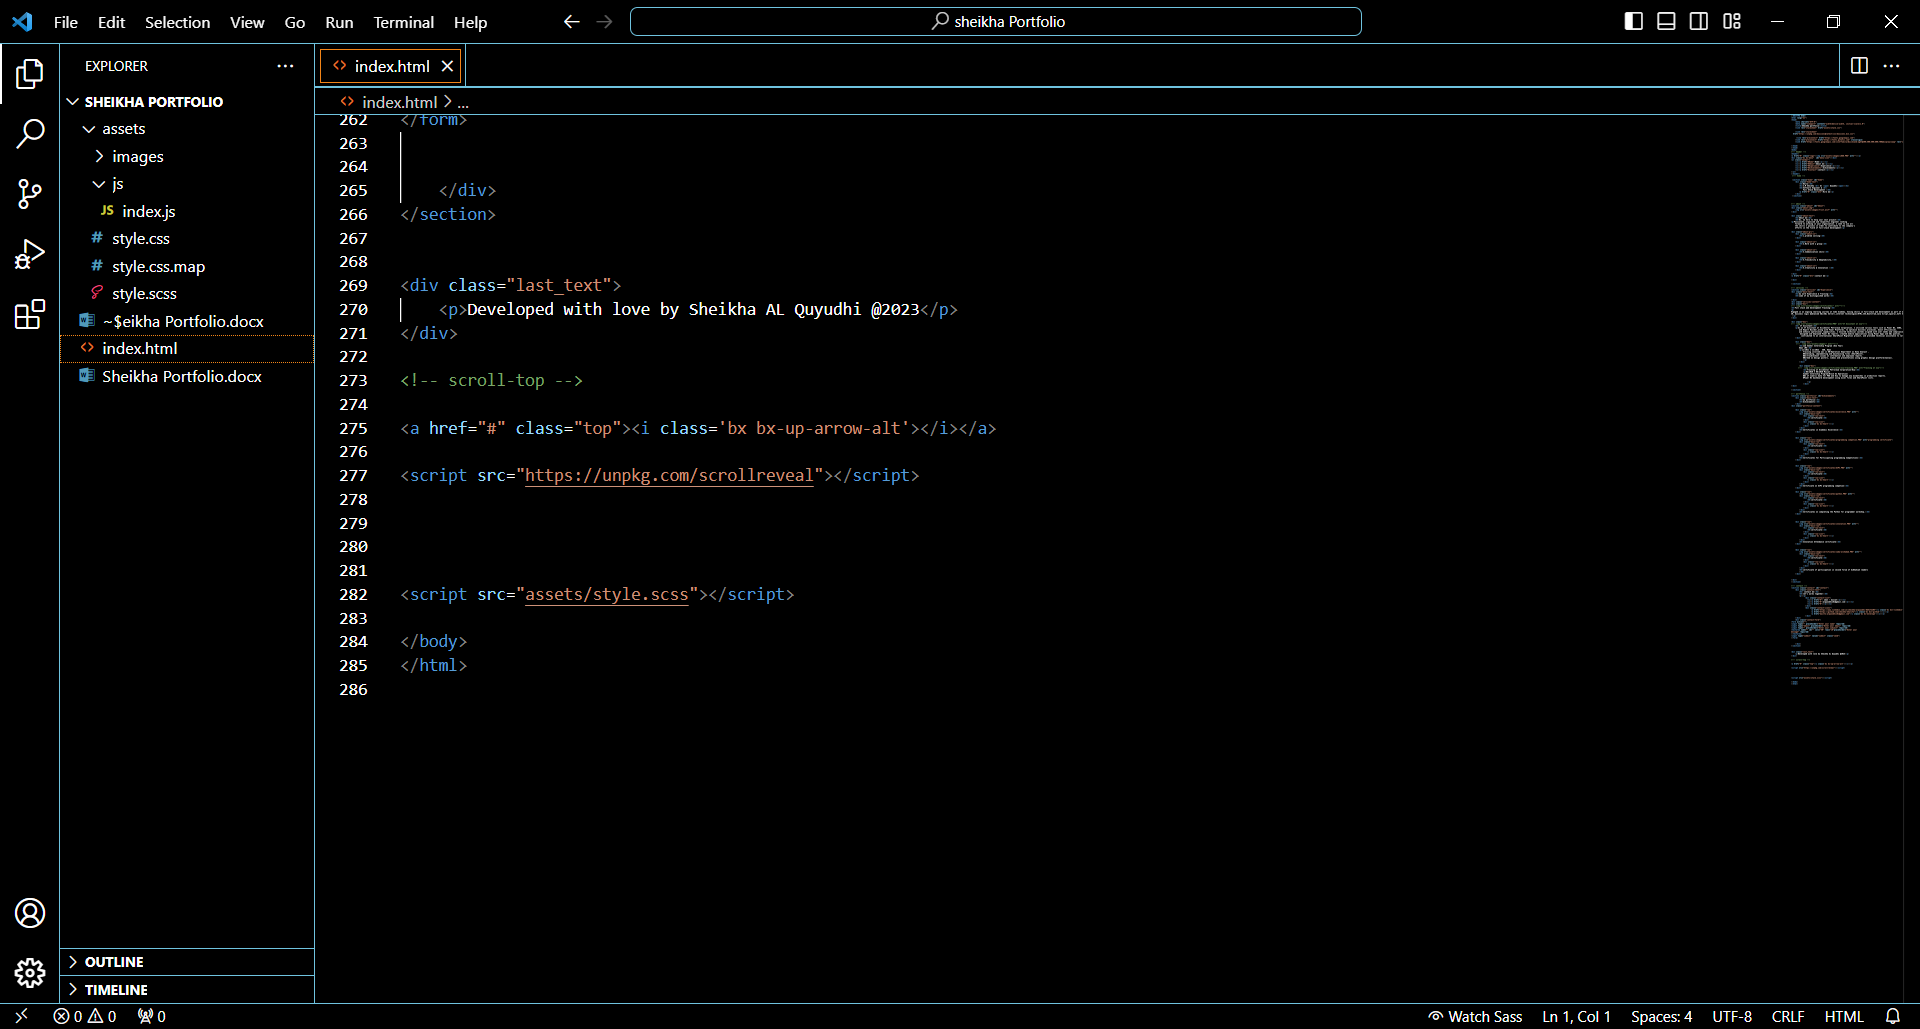 File Edit Selection View Go Run Terminal Help
sheikha Portfolio
EXPLORER
SHEIKHA PORTFOLIO
assets
images
js
JS index.js
# style.css
# style.css.map
style.scss
~$eikha Portfolio.docx
<> index.html
Sheikha Portfolio.docx
OUTLINE
TIMELINE
<> index.html
<> index.html > ...
262 </form>
263
264
265 </div>
266 </section>
267
268
269 <div class="last_text">
270 <p>Developed with love by Sheikha AL Quyudhi @2023</p>
271 </div>
272
273 <!-- scroll-top -->
274
275 <a href="#" class="top"><i class='bx bx-up-arrow-alt'></i></a>
276
277 <script src="https://unpkg.com/scrollreveal"></script>
278
279
280
281
282 <script src="assets/style.scss"></script>
283
284 </body>
285 </html>
286
0 0 0
Watch Sass Ln 1, Col 1 Spaces: 4 UTF-8 CRLF HTML